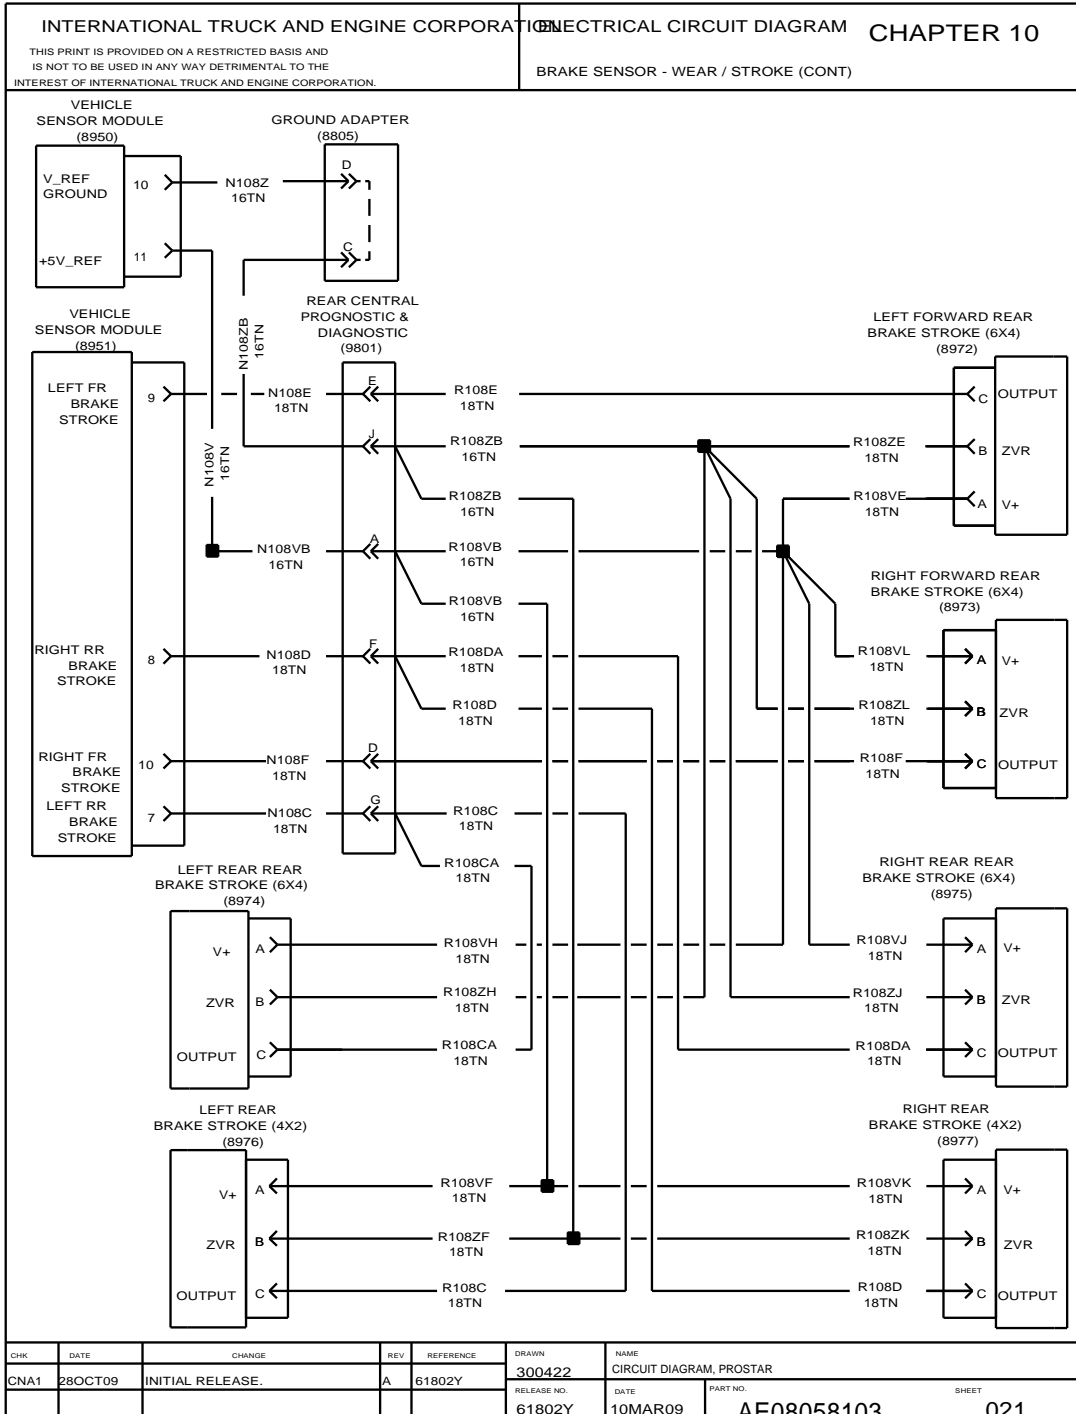 INTERNATIONAL TRUCK AND ENGINE CORPORATION
THIS PRINT IS PROVIDED ON A RESTRICTED BASIS AND
IS NOT TO BE USED IN ANY WAY DETRIMENTAL TO THE
INTEREST OF INTERNATIONAL TRUCK AND ENGINE CORPORATION.
ELECTRICAL CIRCUIT DIAGRAM
CHAPTER 10
BRAKE SENSOR - WEAR / STROKE (CONT)
VEHICLE
SENSOR MODULE
(8950)
V_REF
GROUND
10
+5V_REF
11
N108Z
16TN
GROUND ADAPTER
(8805)
D
C
N108ZB
16TN
N108V
16TN
VEHICLE
SENSOR MODULE
(8951)
LEFT FR
BRAKE
STROKE
9
RIGHT RR
BRAKE
STROKE
8
RIGHT FR
BRAKE
STROKE
10
LEFT RR
BRAKE
STROKE
7
N108E
18TN
N108VB
16TN
N108D
18TN
N108F
18TN
N108C
18TN
REAR CENTRAL
PROGNOSTIC &
DIAGNOSTIC
(9801)
E
J
A
F
D
G
R108E
18TN
R108ZB
16TN
R108ZB
16TN
R108VB
16TN
R108VB
16TN
R108DA
18TN
R108D
18TN
R108C
18TN
R108CA
18TN
LEFT FORWARD REAR
BRAKE STROKE (6X4)
(8972)
C OUTPUT
R108ZE
18TN
B ZVR
R108VE
18TN
A V+
RIGHT FORWARD REAR
BRAKE STROKE (6X4)
(8973)
R108VL
18TN
A V+
R108ZL
18TN
B ZVR
R108F
18TN
C OUTPUT
LEFT REAR REAR
BRAKE STROKE (6X4)
(8974)
V+ A
R108VH
18TN
ZVR B
R108ZH
18TN
OUTPUT C
R108CA
18TN
RIGHT REAR REAR
BRAKE STROKE (6X4)
(8975)
R108VJ
18TN
A V+
R108ZJ
18TN
B ZVR
R108DA
18TN
C OUTPUT
LEFT REAR
BRAKE STROKE (4X2)
(8976)
V+ A
R108VF
18TN
ZVR B
R108ZF
18TN
OUTPUT C
R108C
18TN
RIGHT REAR
BRAKE STROKE (4X2)
(8977)
R108VK
18TN
A V+
R108ZK
18TN
B ZVR
R108D
18TN
C OUTPUT
CHK DATE CHANGE REV REFERENCE
CNA1 28OCT09 INITIAL RELEASE. A 61802Y
DRAWN
300422
NAME
CIRCUIT DIAGRAM, PROSTAR
RELEASE NO.
61802Y
DATE
10MAR09
PART NO.
AE08058103
SHEET
021